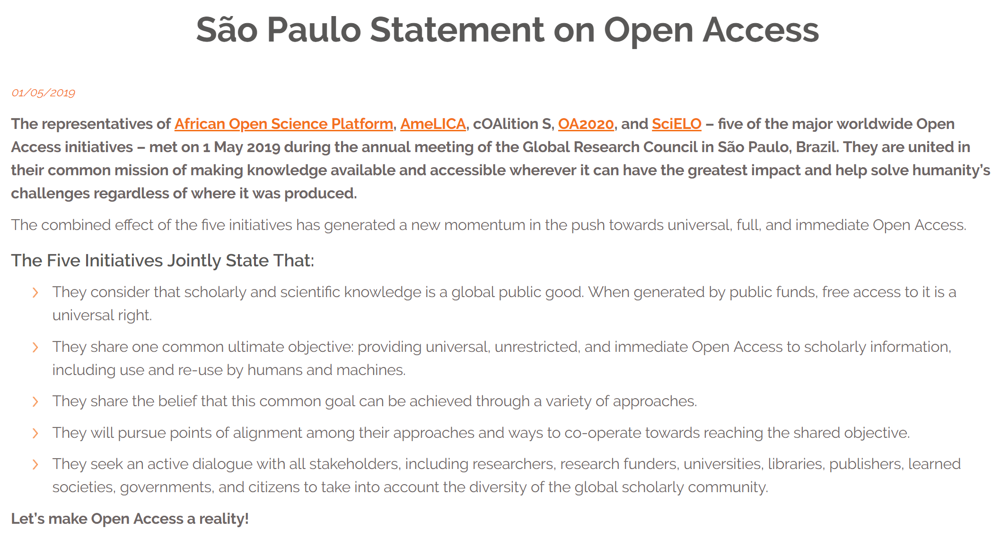 São Paulo Statement on Open Access
01/05/2019
The representatives of African Open Science Platform, AmeLICA, cOAlition S, OA2020, and SciELO – five of the major worldwide Open
Access initiatives – met on 1 May 2019 during the annual meeting of the Global Research Council in São Paulo, Brazil. They are united in
their common mission of making knowledge available and accessible wherever it can have the greatest impact and help solve humanity’s
challenges regardless of where it was produced.
The combined effect of the five initiatives has generated a new momentum in the push towards universal, full, and immediate Open Access.
The Five Initiatives Jointly State That:
They consider that scholarly and scientific knowledge is a global public good. When generated by public funds, free access to it is a
universal right.
They share one common ultimate objective: providing universal, unrestricted, and immediate Open Access to scholarly information,
including use and re-use by humans and machines.
They share the belief that this common goal can be achieved through a variety of approaches.
They will pursue points of alignment among their approaches and ways to co-operate towards reaching the shared objective.
They seek an active dialogue with all stakeholders, including researchers, research funders, universities, libraries, publishers, learned
societies, governments, and citizens to take into account the diversity of the global scholarly community.
Let’s make Open Access a reality!